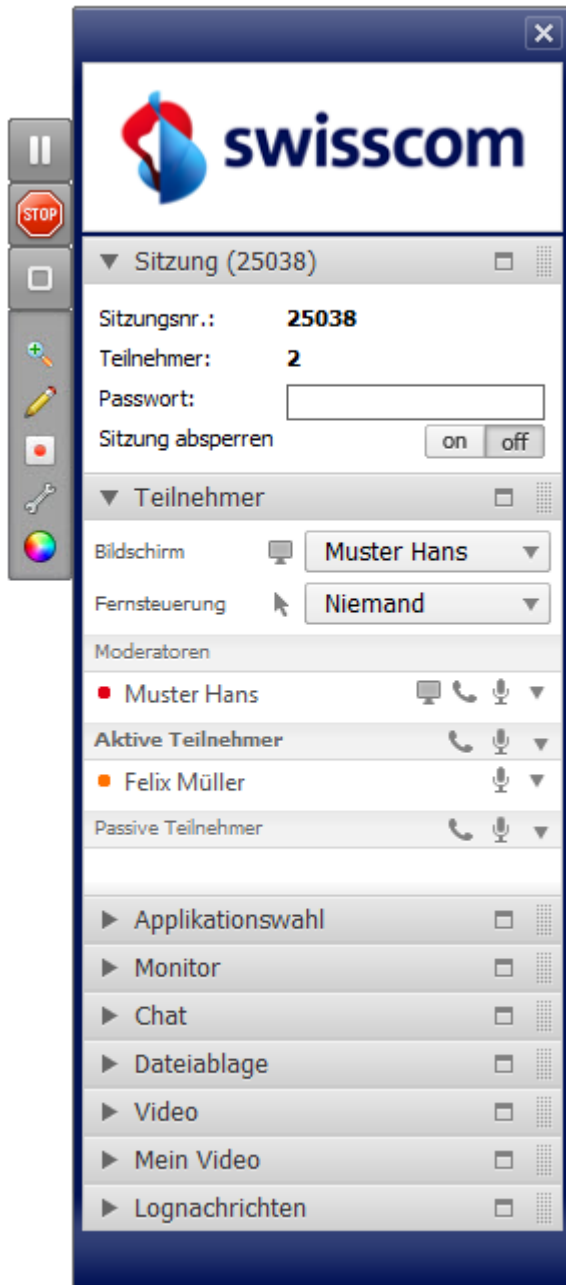 swisscom
STOP
Sitzung (25038)
Sitzungsnr.: 25038
Teilnehmer: 2
Passwort:
Sitzung absperren on off
Teilnehmer
Bildschirm Muster Hans
Fernsteuerung Niemand
Moderatoren
Muster Hans
Aktive Teilnehmer
Felix Müller
Passive Teilnehmer
Applikationswahl
Monitor
Chat
Dateiablage
Video
Mein Video
Lognachrichten